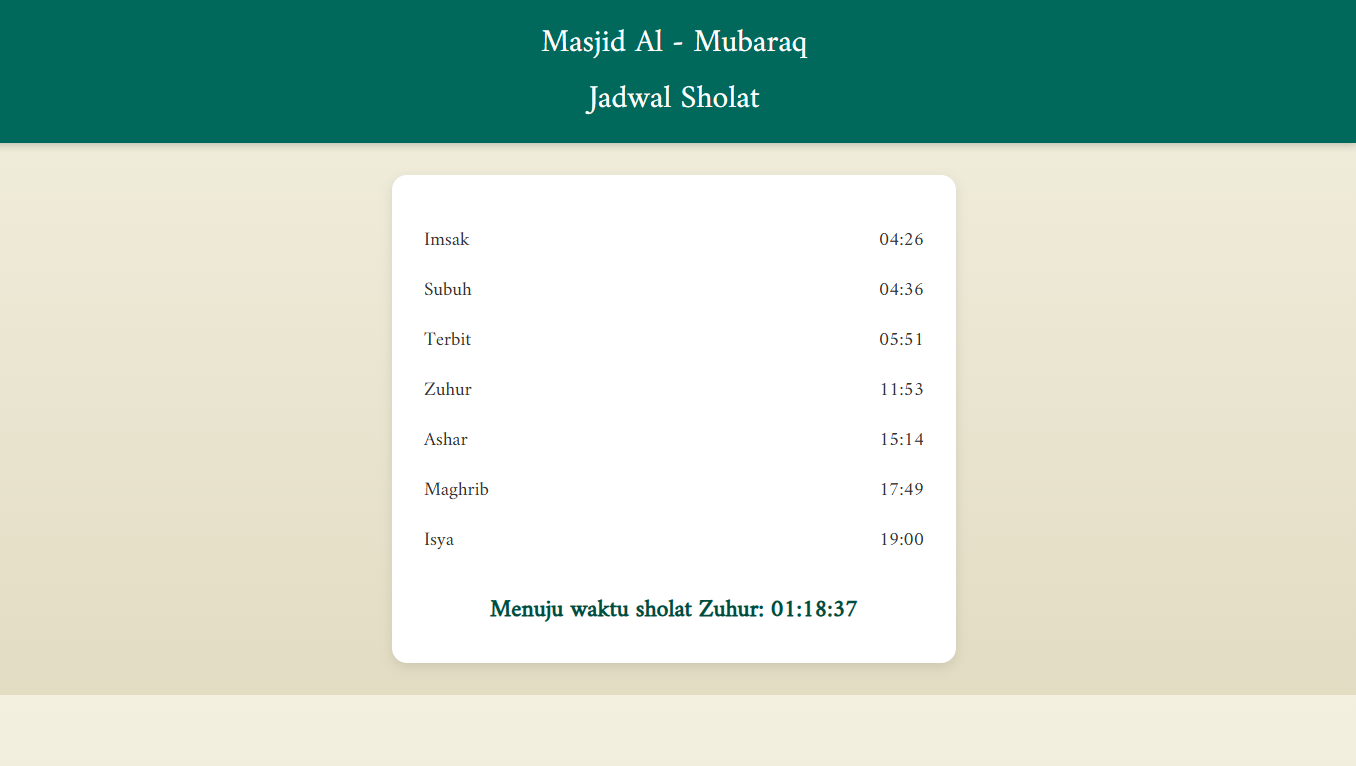 Masjid Al - Mubaraq
Jadwal Sholat
Imsak 04:26
Subuh 04:36
Terbit 05:51
Zuhur 11:53
Ashar 15:14
Maghrib 17:49
Isya 19:00
Menuju waktu sholat Zuhur: 01:18:37